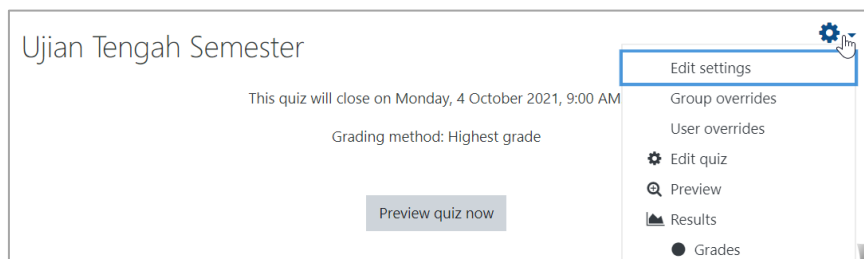 Ujian Tengah Semester
Edit settings
This quiz will close on Monday, 4 October 2021, 9:00 AM
Group overrides
Grading method: Highest grade
User overrides
Edit quiz
Preview
Preview quiz now
Results
Grades